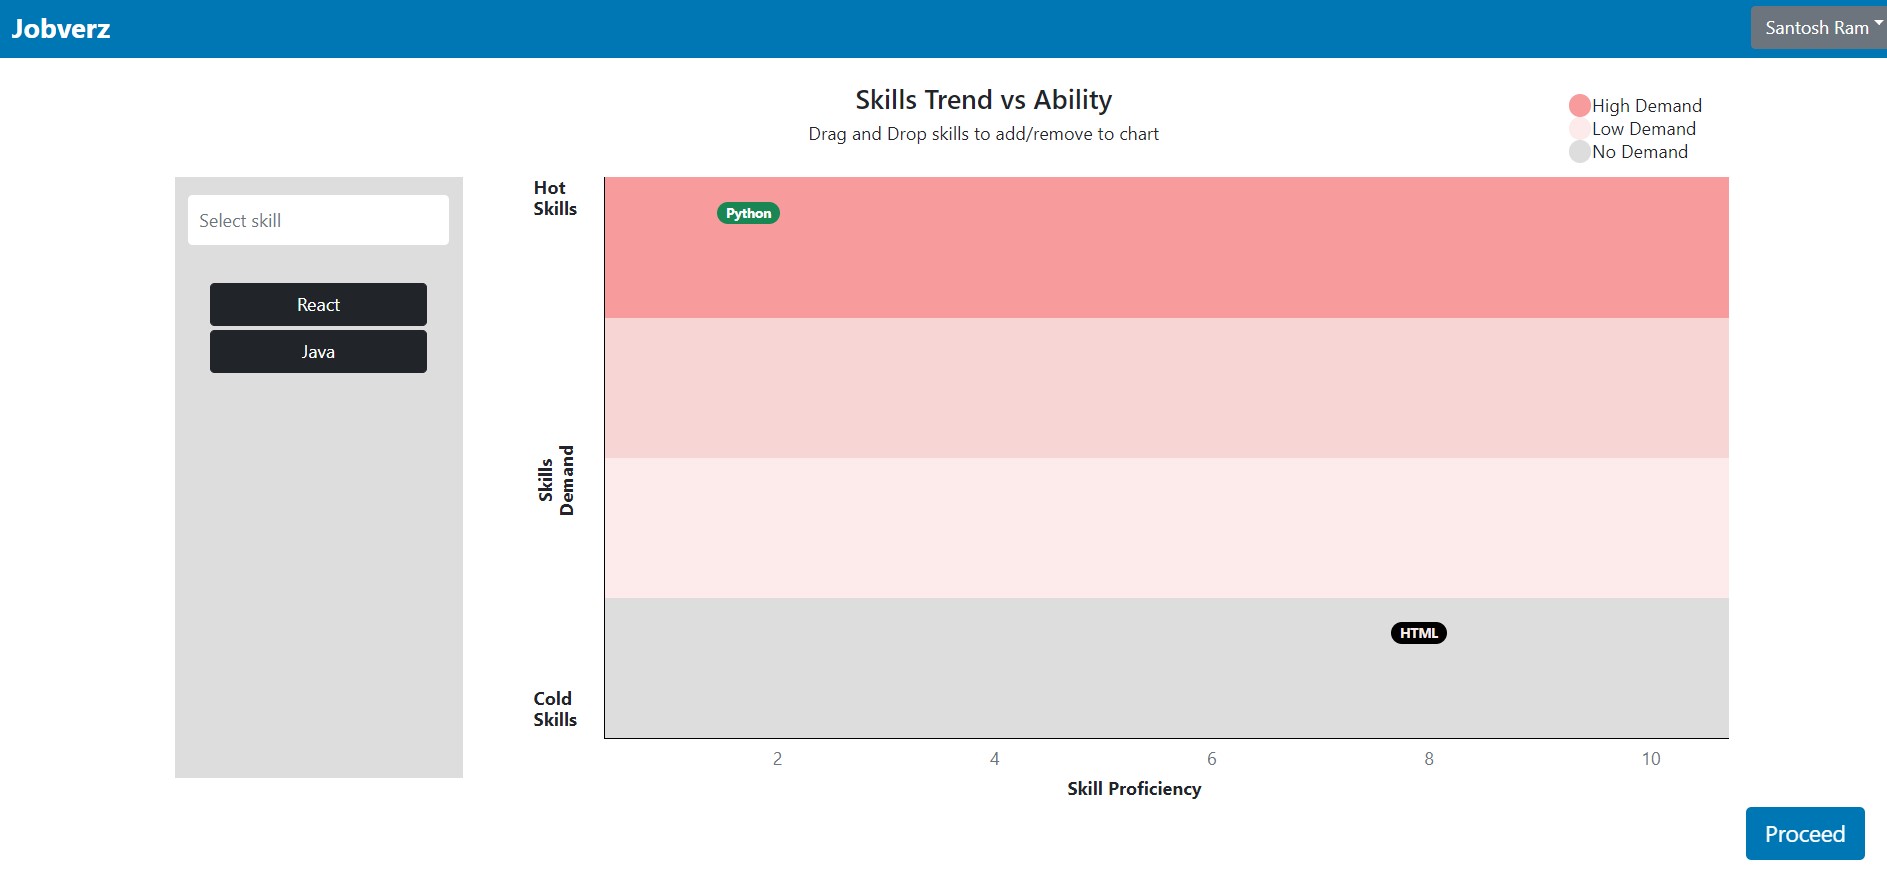 Jobverz
Santosh Ram
Skills Trend vs Ability
Drag and Drop skills to add/remove to chart
High Demand
Low Demand
No Demand
Select skill
React
Java
Hot
Skills
Python
Skills
Demand
HTML
Cold
Skills
2 4 6 8 10
Skill Proficiency
Proceed